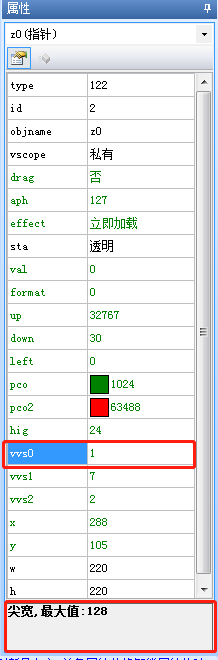 属性
z0(指针)
type 122
id 2
objname z0
vscope 私有
drag 否
aph 127
effect 立即加载
sta 透明
val 0
format 0
up 32767
down 30
left 0
pco 1024
pco2 63488
hig 24
vvs0 1
vvs1 7
vvs2 2
x 288
y 105
w 220
h 220
尖宽,最大值:128